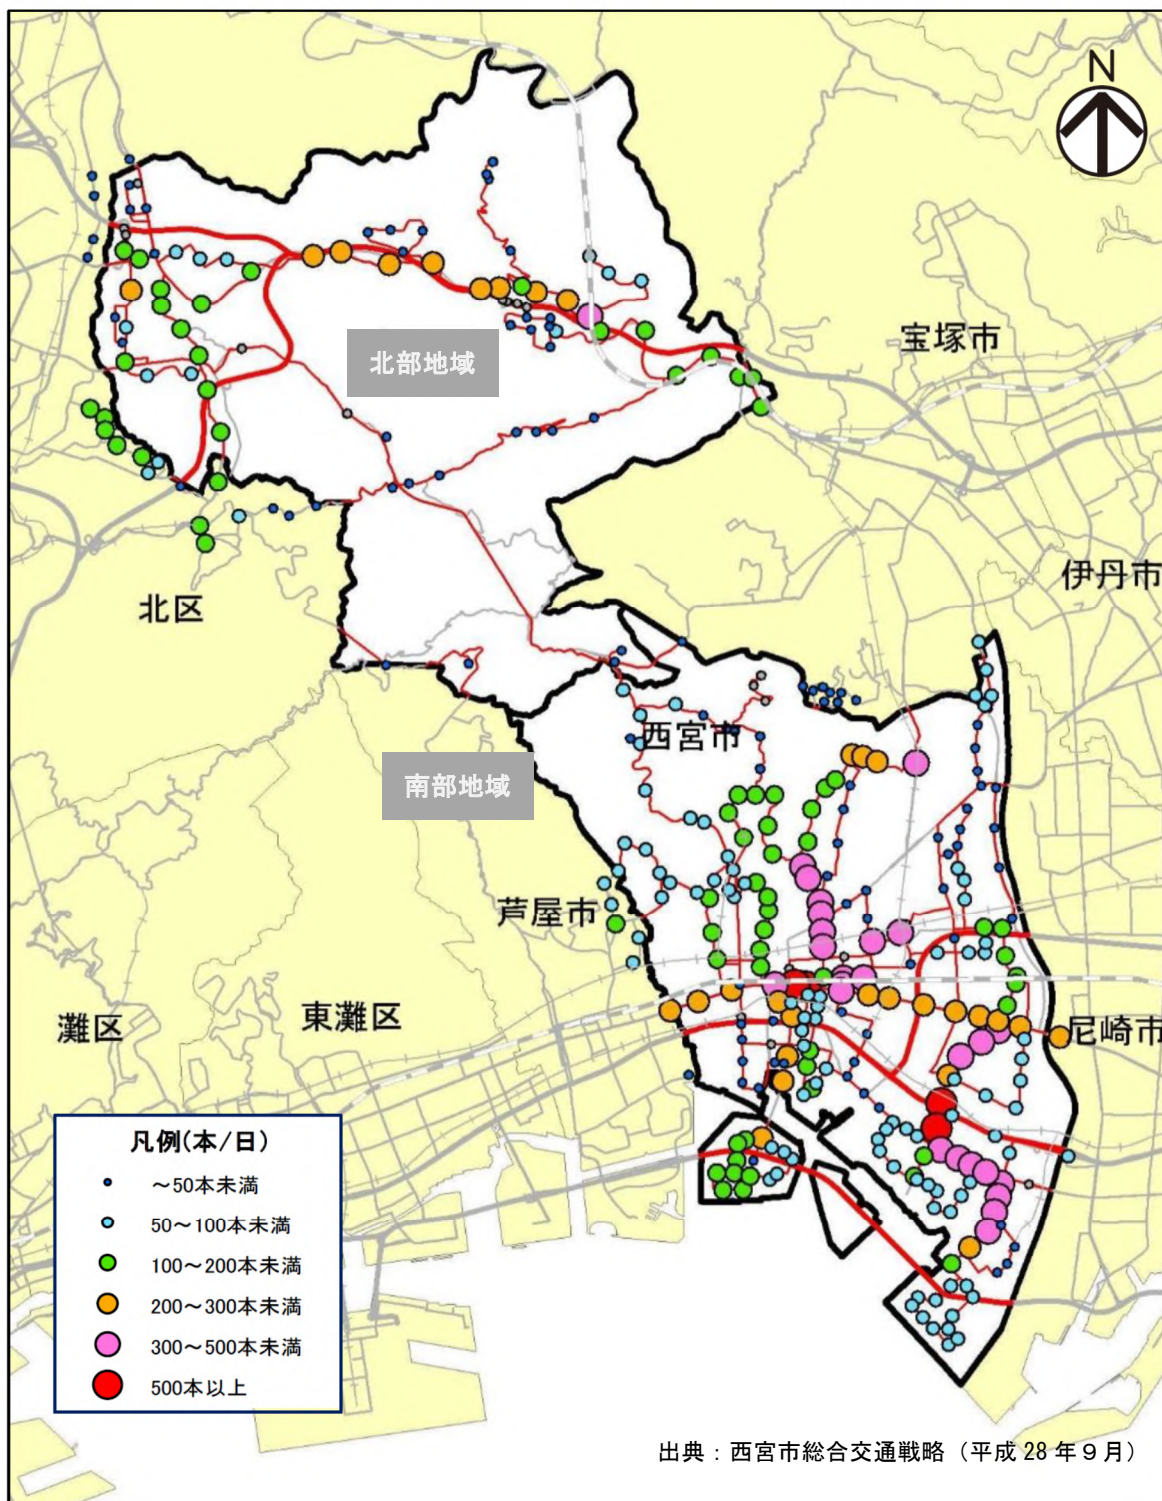 N
宝塚市
北部地域
伊丹市
北区
西宮市
南部地域
芦屋市
東灘区
灘区
尼崎市
凡例(本/日)
～50本未満
50～100本未満
100～200本未満
200～300本未満
300～500本未満
500本以上
出典：西宮市総合交通戦略（平成 28 年９月）